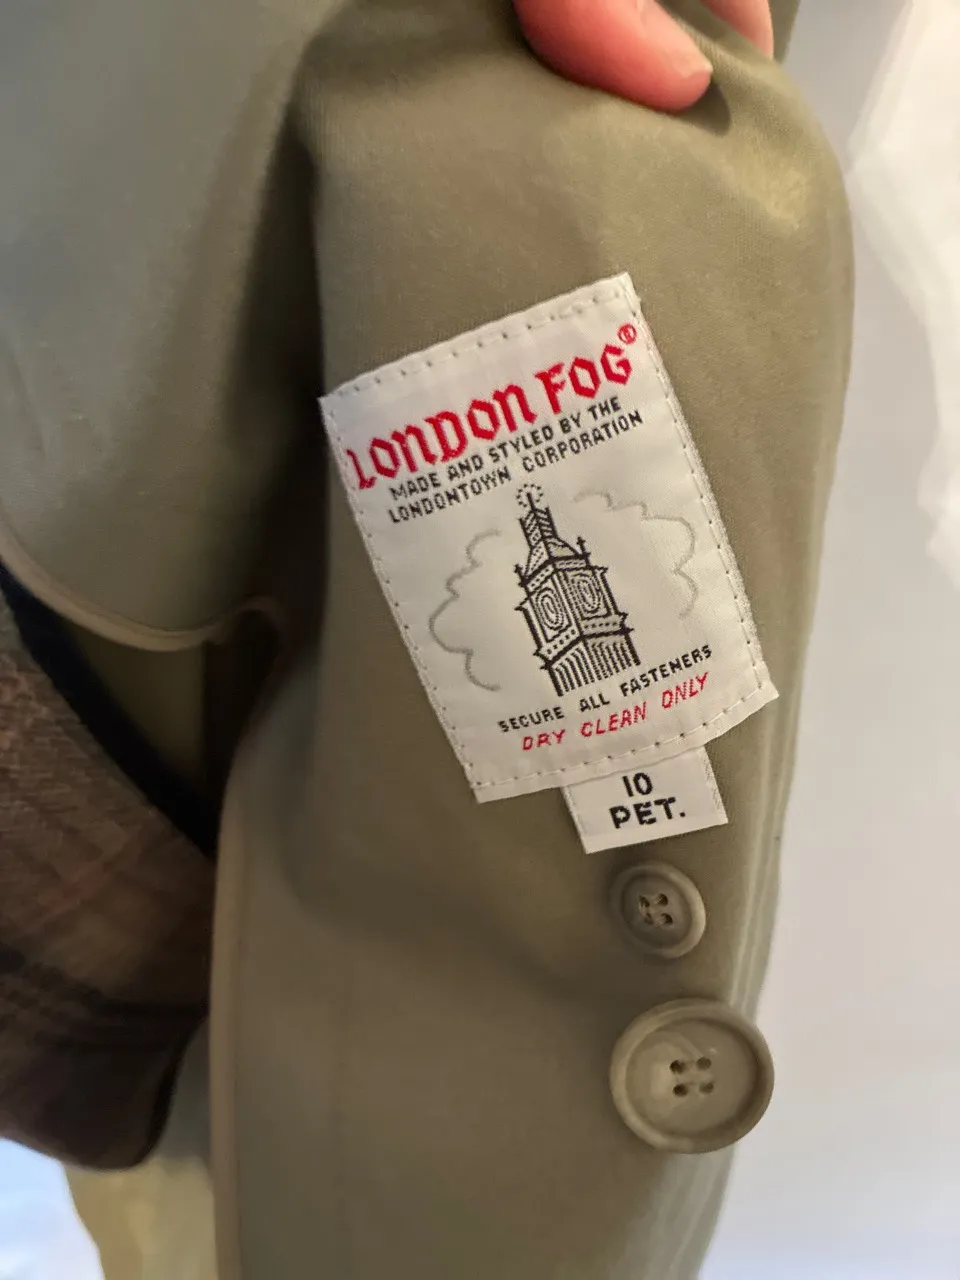 LONDON FOG®
MADE AND STYLED BY THE
LONDONTOWN CORPORATION
SECURE ALL FASTENERS
DRY CLEAN ONLY
10
PET.